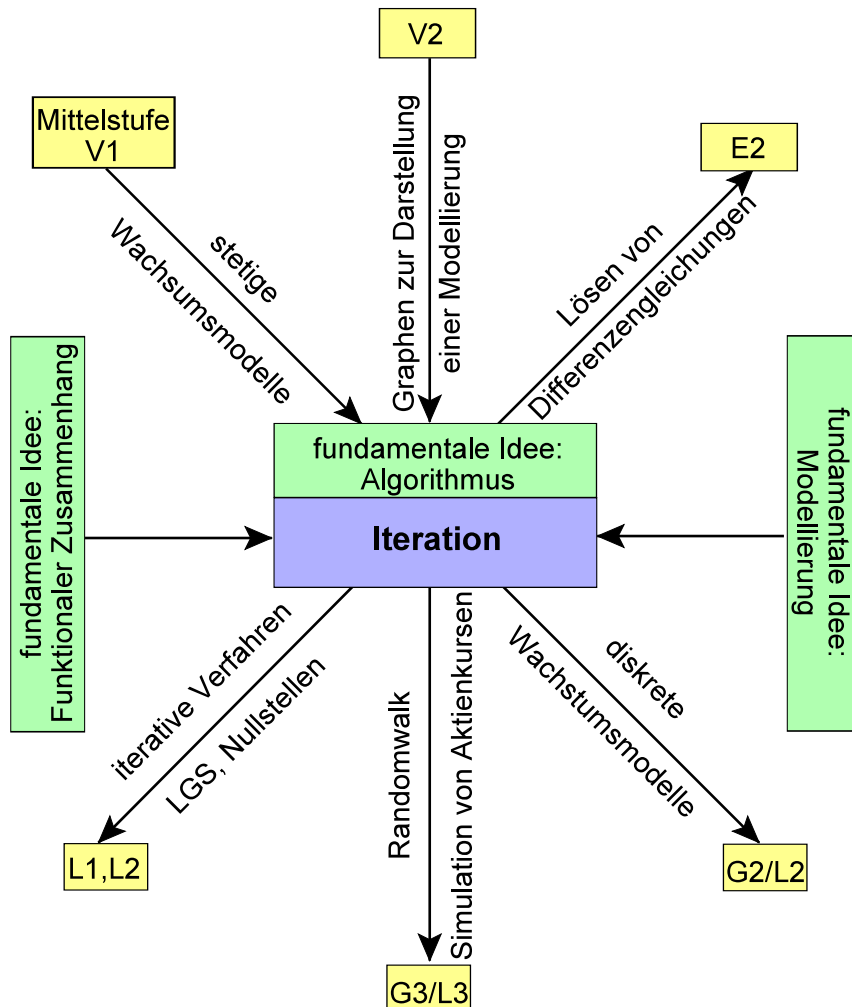 V2
Mittelstufe
V1
E2
stetige
Wachsumsmodelle
Graphen zur Darstellung
einer Modellierung
Lösen von
Differenzengleichungen
fundamentale Idee:
Funktionaler Zusammenhang
fundamentale Idee:
Algorithmus
Iteration
fundamentale Idee:
Modellierung
iterative Verfahren
LGS, Nullstellen
Randomwalk
Simulation von Aktienkursen
diskrete
Wachstumsmodelle
L1,L2
G3/L3
G2/L2